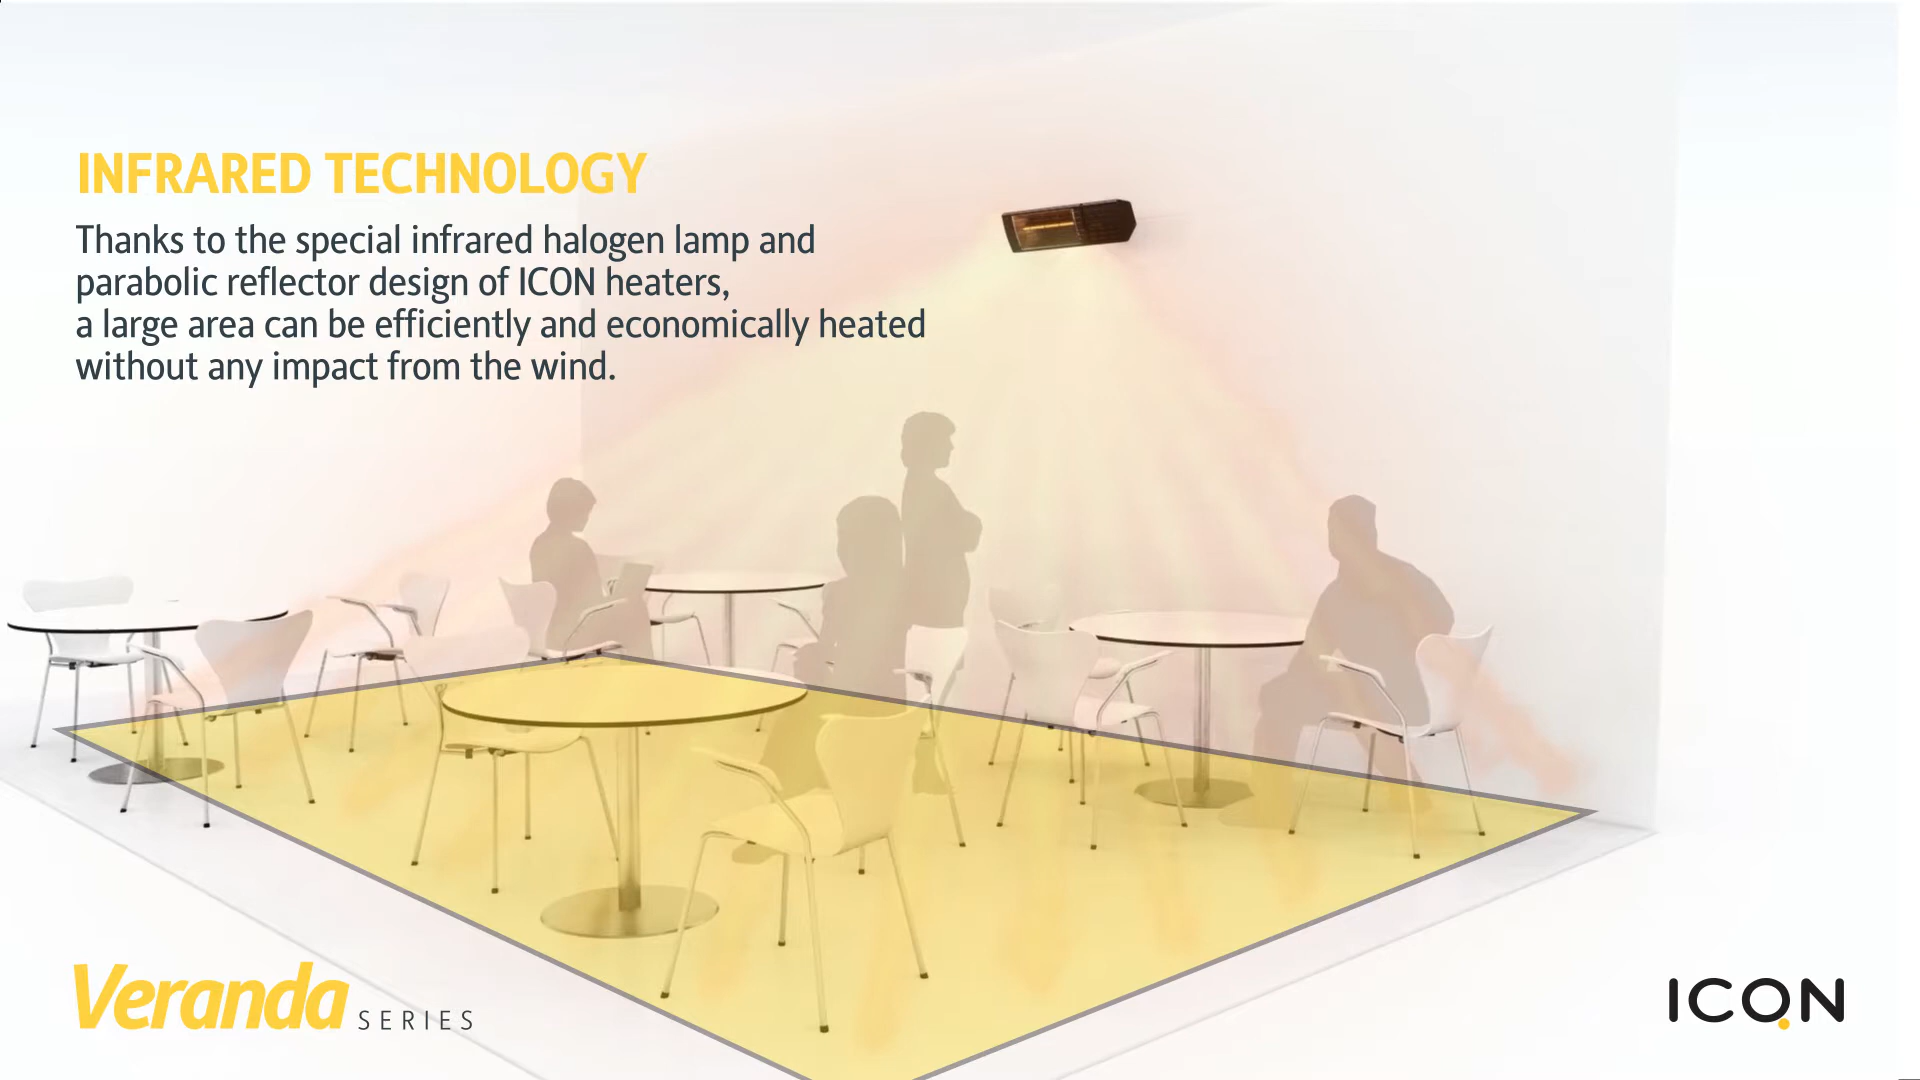 INFRARED TECHNOLOGY
Thanks to the special infrared halogen lamp and
parabolic reflector design of ICON heaters,
a large area can be efficiently and economically heated
without any impact from the wind.
Veranda SERIES
ICON